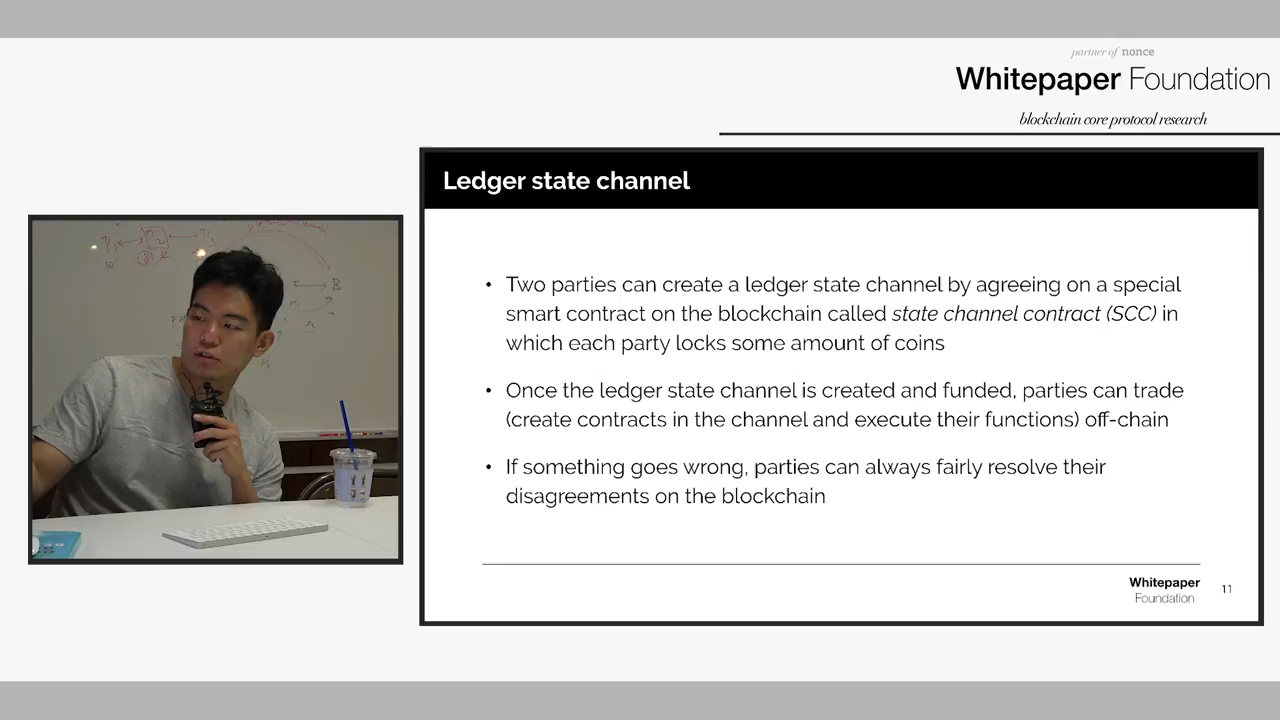 partner of nonce
Whitepaper Foundation
blockchain core protocol research
Ledger state channel
• Two parties can create a ledger state channel by agreeing on a special
smart contract on the blockchain called state channel contract (SCC) in
which each party locks some amount of coins
• Once the ledger state channel is created and funded, parties can trade
(create contracts in the channel and execute their functions) off-chain
• If something goes wrong, parties can always fairly resolve their
disagreements on the blockchain
Whitepaper
Foundation
11
P1
P2
P3
B